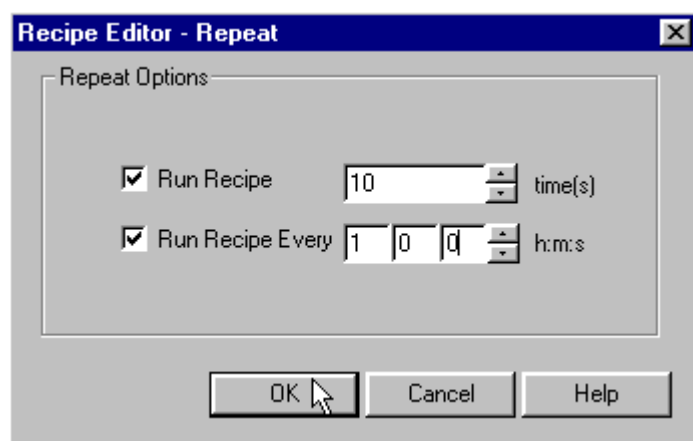 Recipe Editor - Repeat
Repeat Options
Run Recipe 10 time(s)
Run Recipe Every 1 0 0 h:m:s
OK Cancel Help